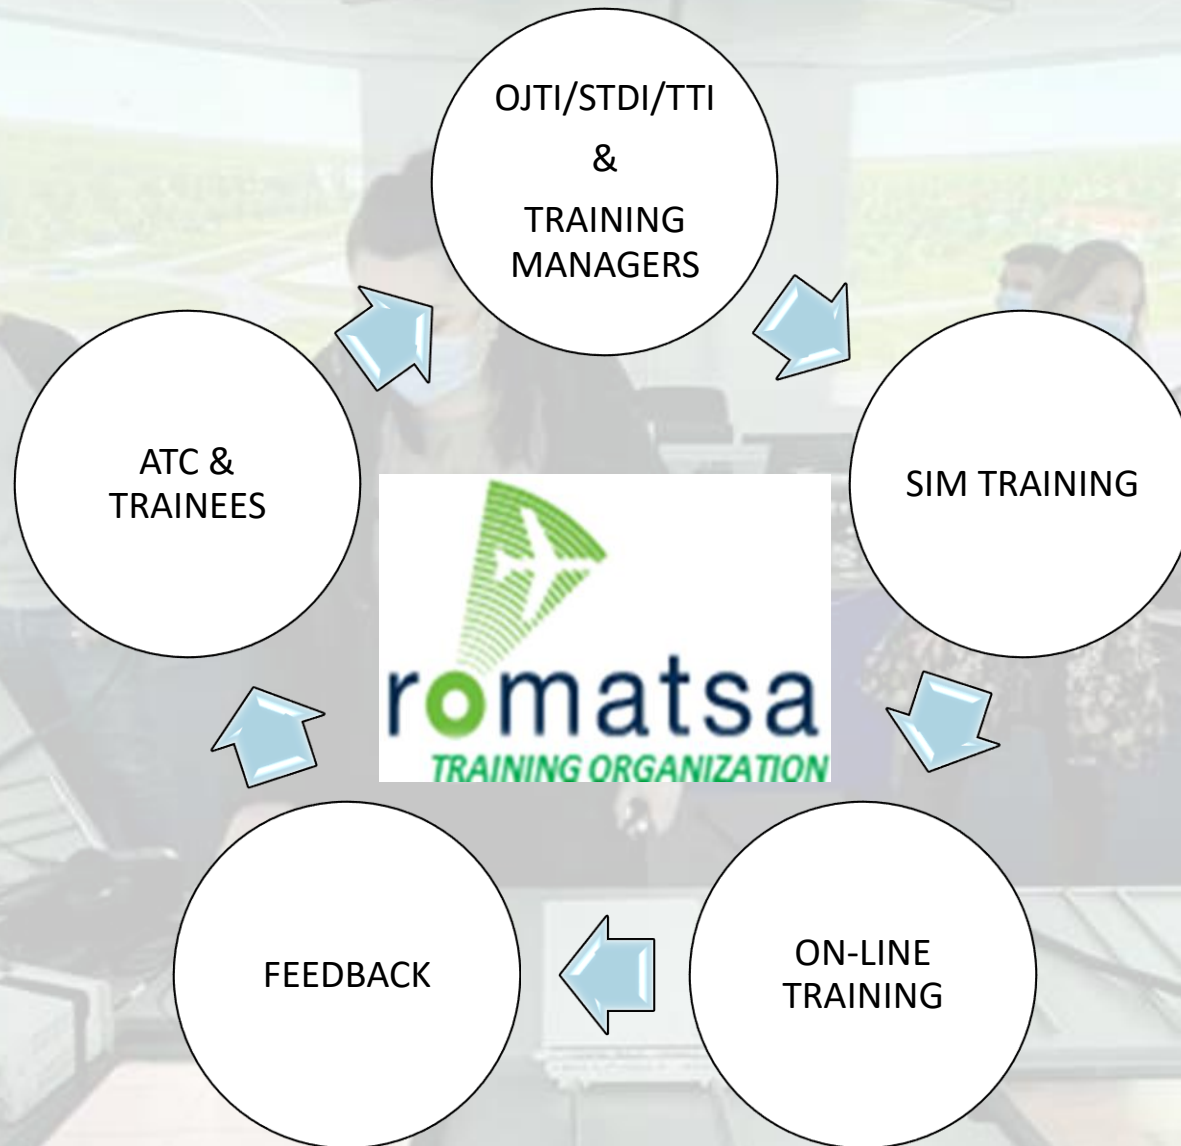 OJTI/STDI/TTI
&
TRAINING
MANAGERS
SIM TRAINING
ON-LINE
TRAINING
FEEDBACK
ATC &
TRAINEES
romatsa
TRAINING ORGANIZATION